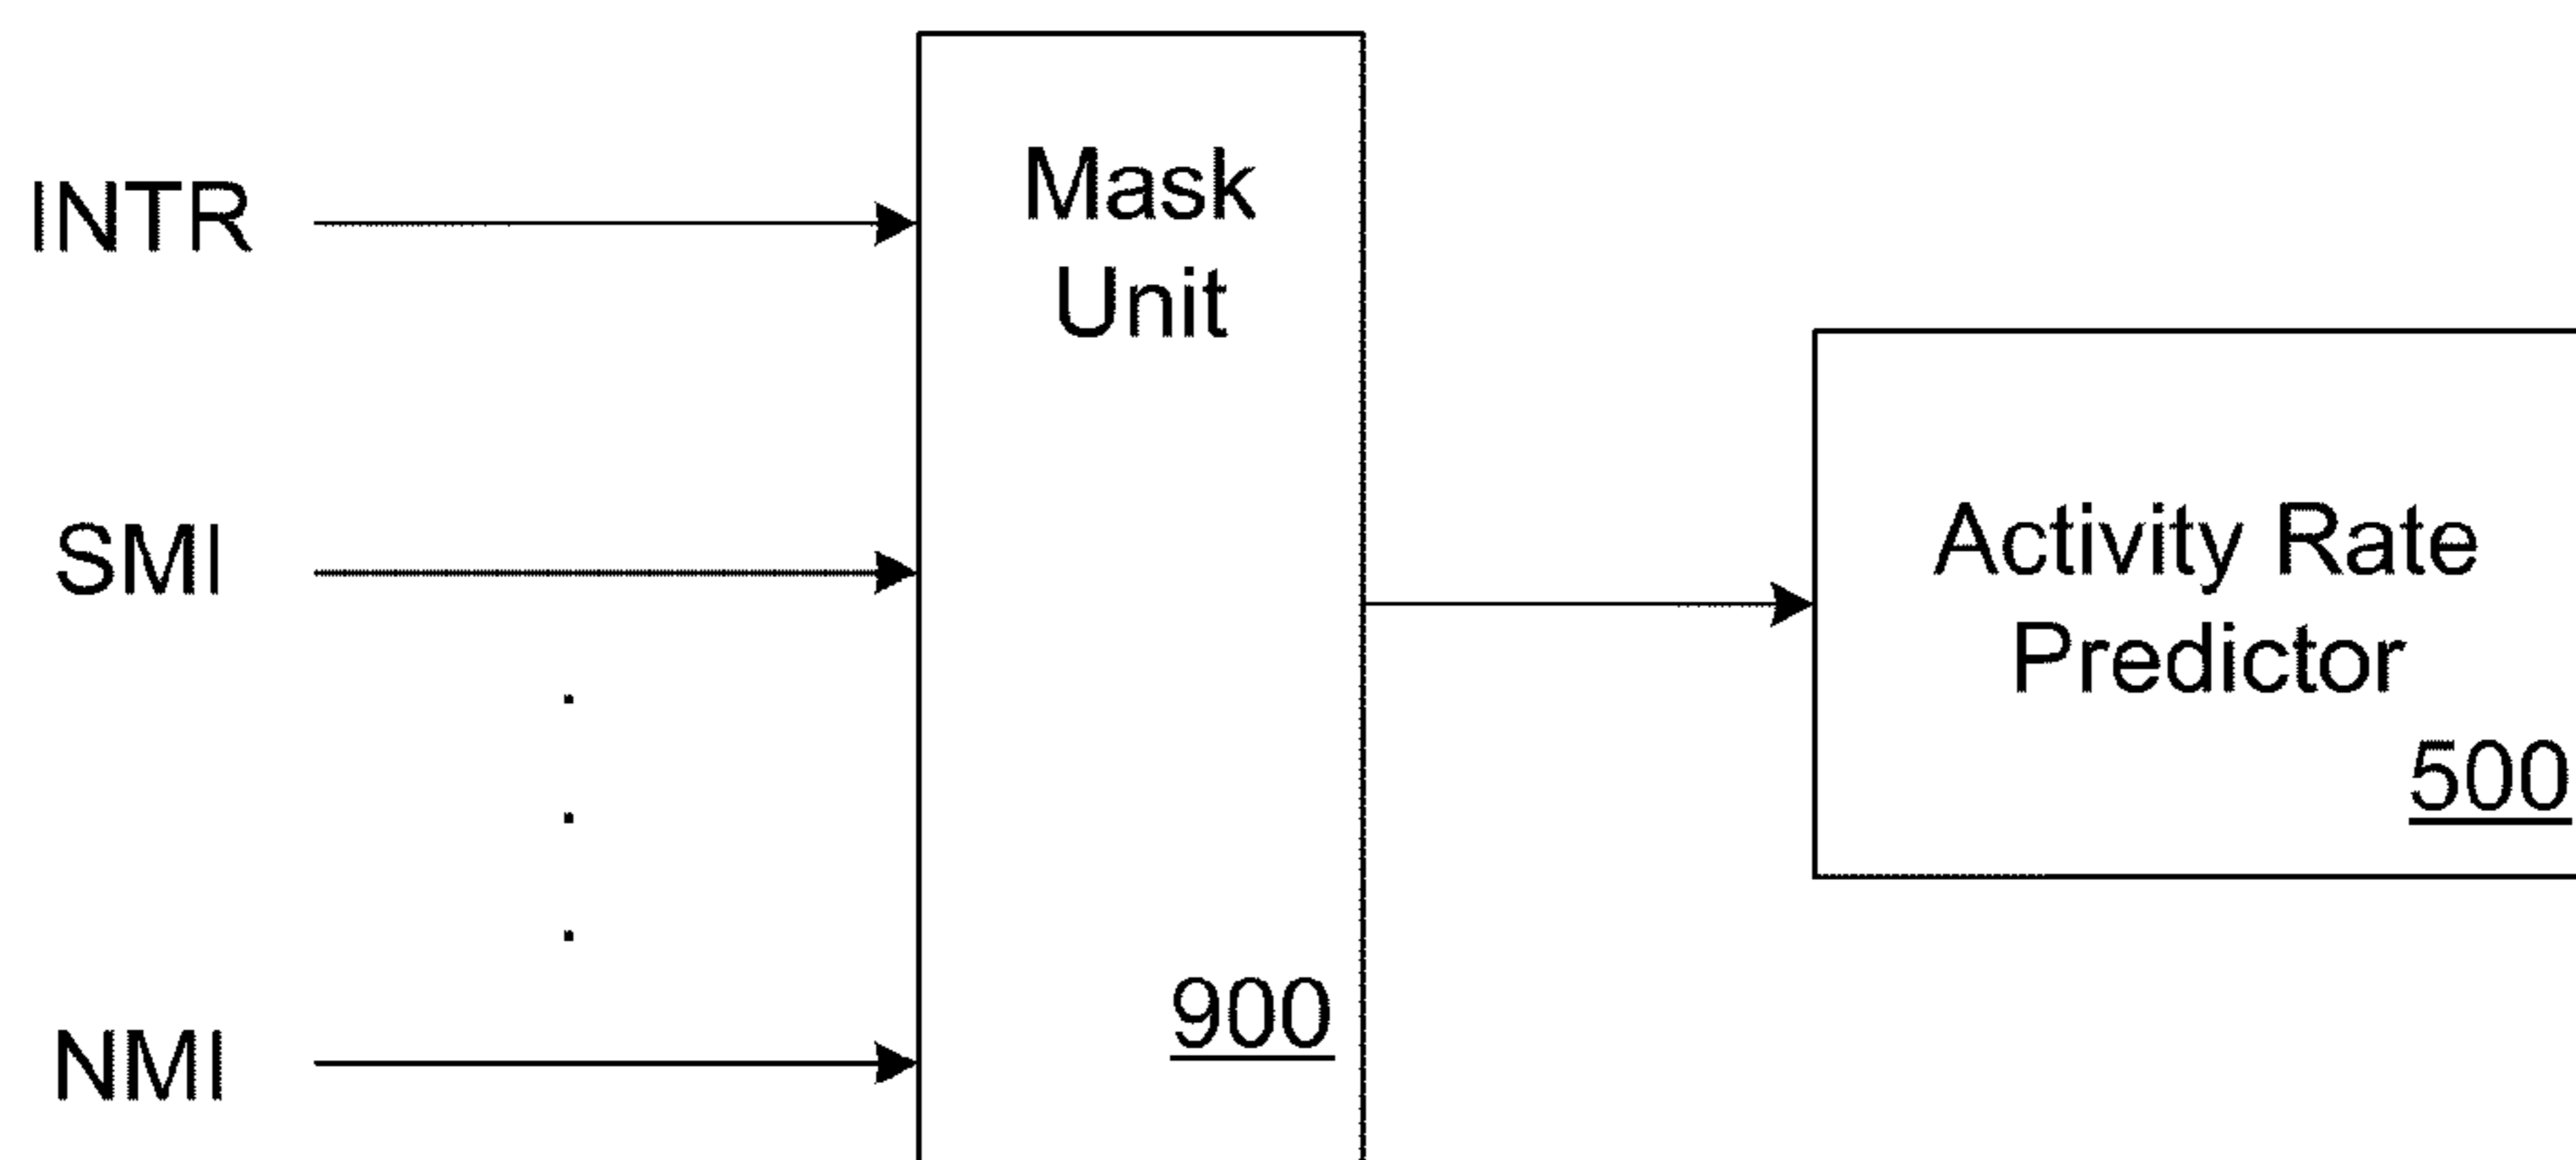 INTR
Mask
Unit
SMI
Activity Rate
Predictor
500
900
NMI